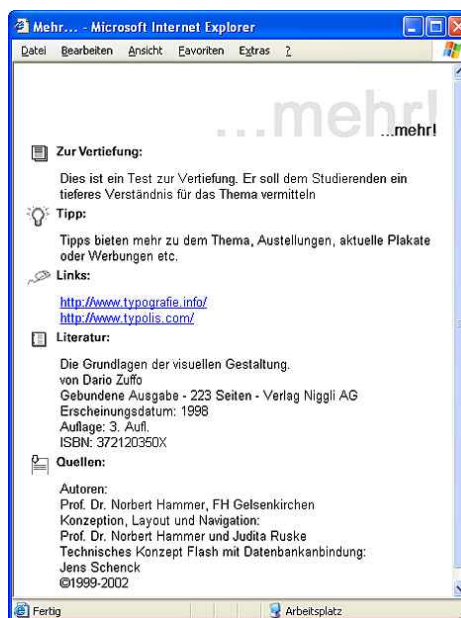 Mehr... - Microsoft Internet Explorer
Datei Bearbeiten Ansicht Favoriten Extras ?
...mehr!
...mehr!
Zur Vertiefung:
Dies ist ein Test zur Vertiefung. Er soll dem Studierenden ein
tieferes Verständnis für das Thema vermitteln
Tipp:
Tipps bieten mehr zu dem Thema, Austellungen, aktuelle Plakate
oder Werbungen etc.
Links:
http://www.typografie.info/
http://www.typolis.com/
Literatur:
Die Grundlagen der visuellen Gestaltung.
von Dario Zuffo
Gebundene Ausgabe - 223 Seiten - Verlag Niggli AG
Erscheinungsdatum: 1998
Auflage: 3. Aufl.
ISBN: 372120350X
Quellen:
Autoren:
Prof. Dr. Norbert Hammer, FH Gelsenkirchen
Konzeption, Layout und Navigation:
Prof. Dr. Norbert Hammer und Judita Ruske
Technisches Konzept Flash mit Datenbankanbindung:
Jens Schenck
©1999-2002
Fertig Arbeitsplatz